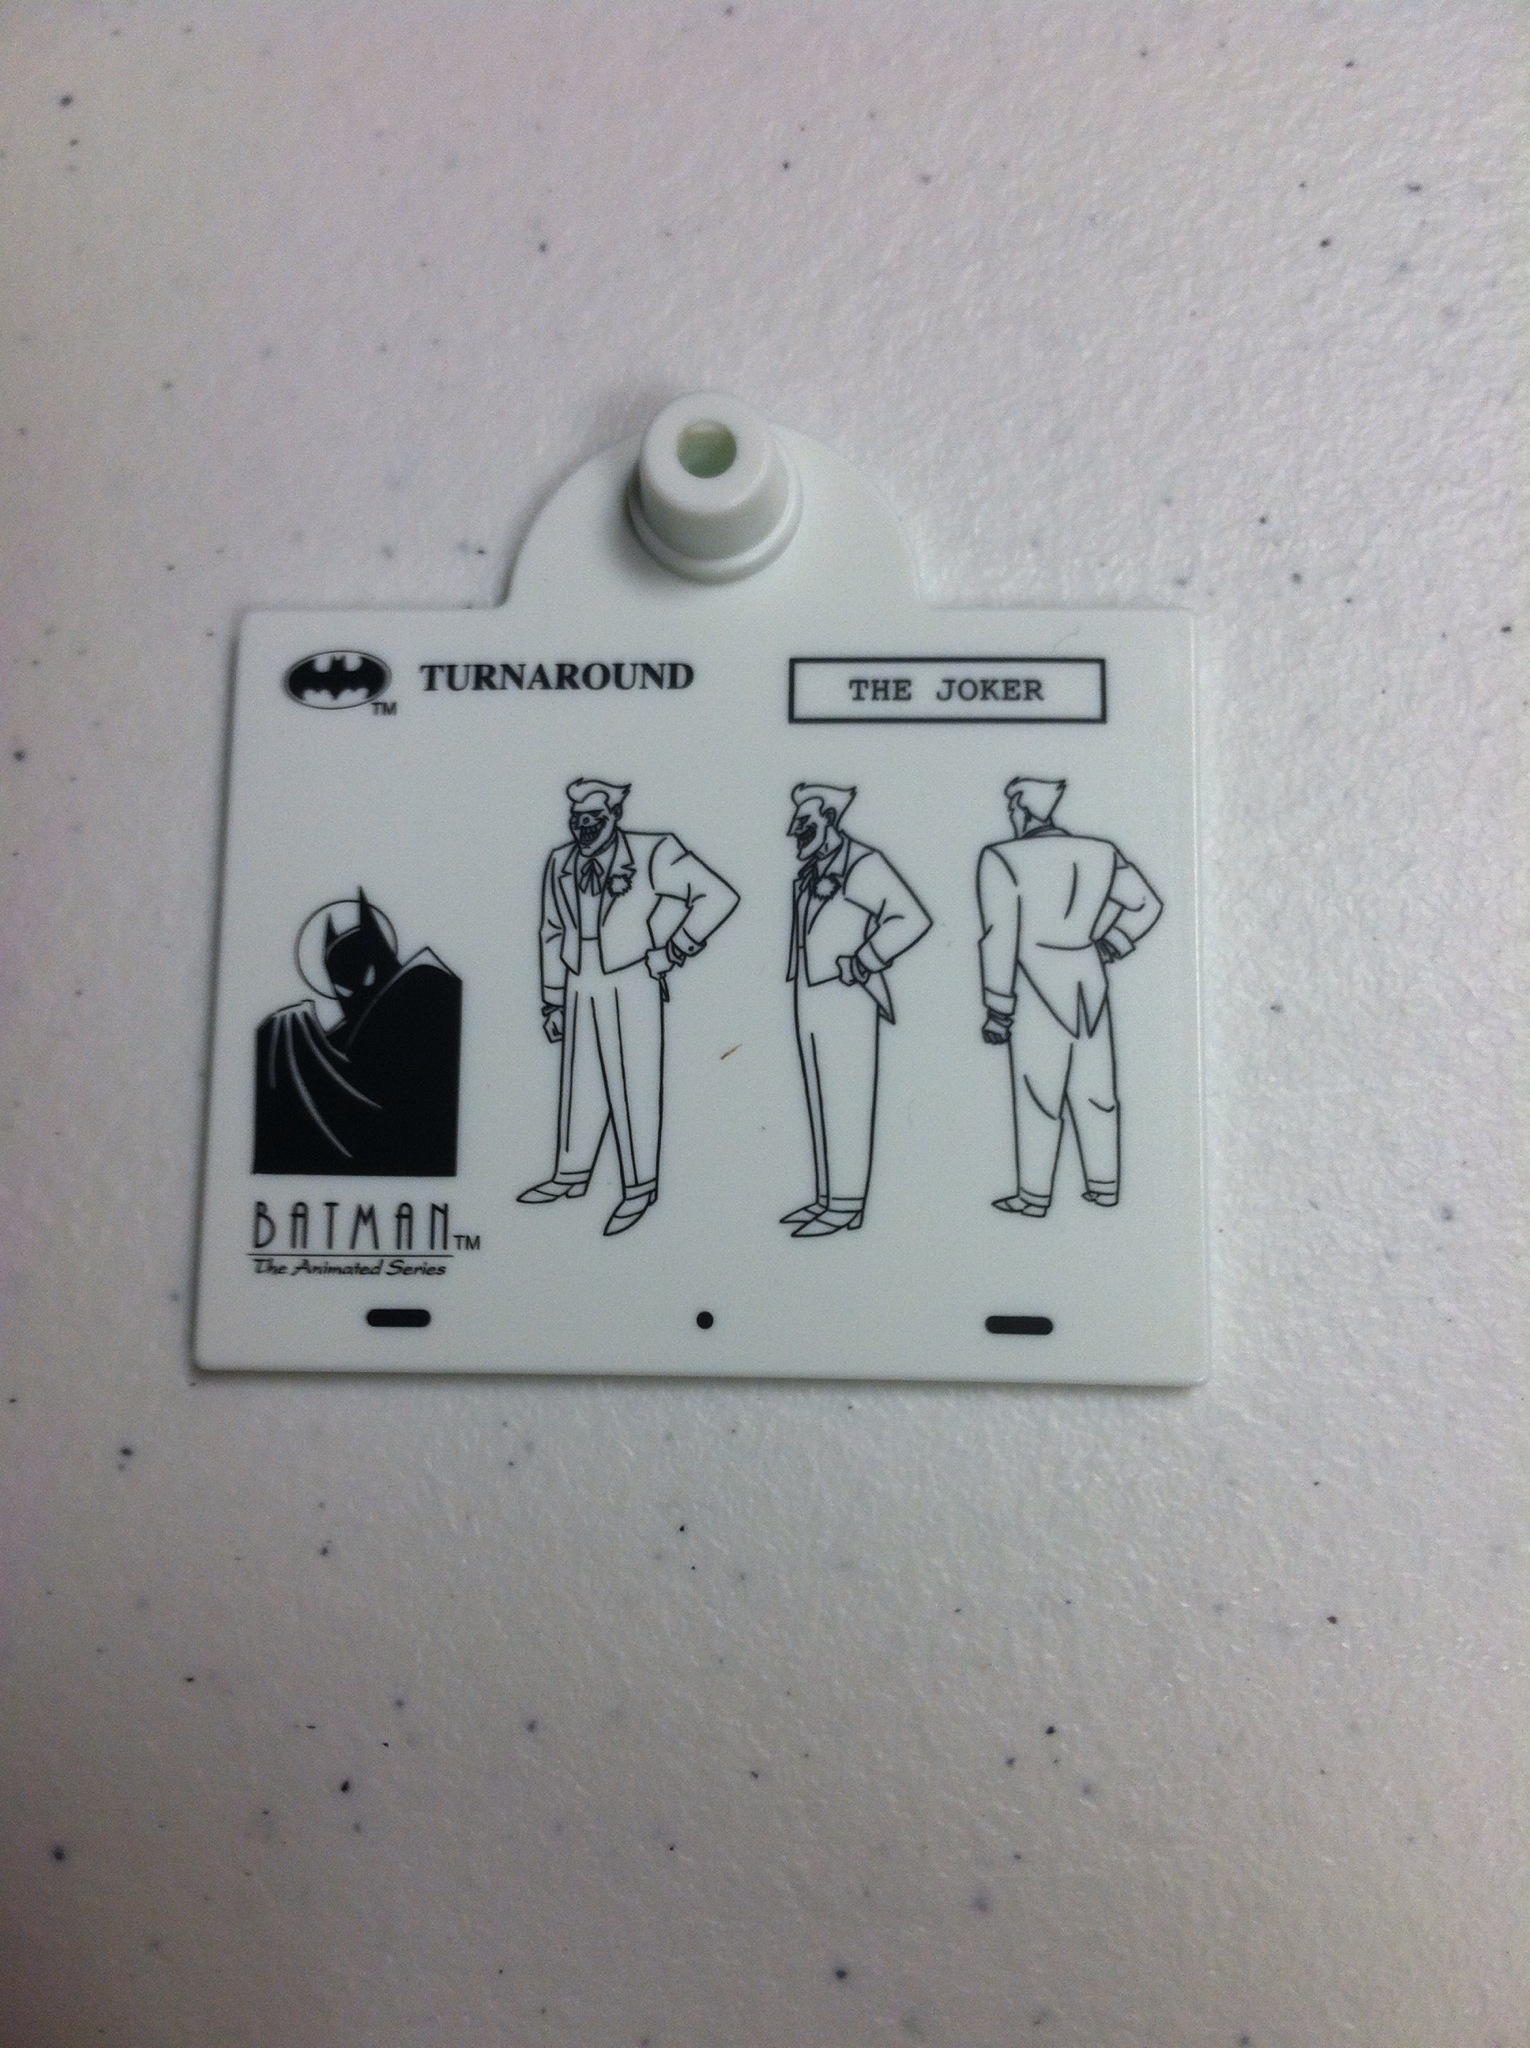 TURNAROUND
TM
THE JOKER
BATMAN TM
The Animated Series